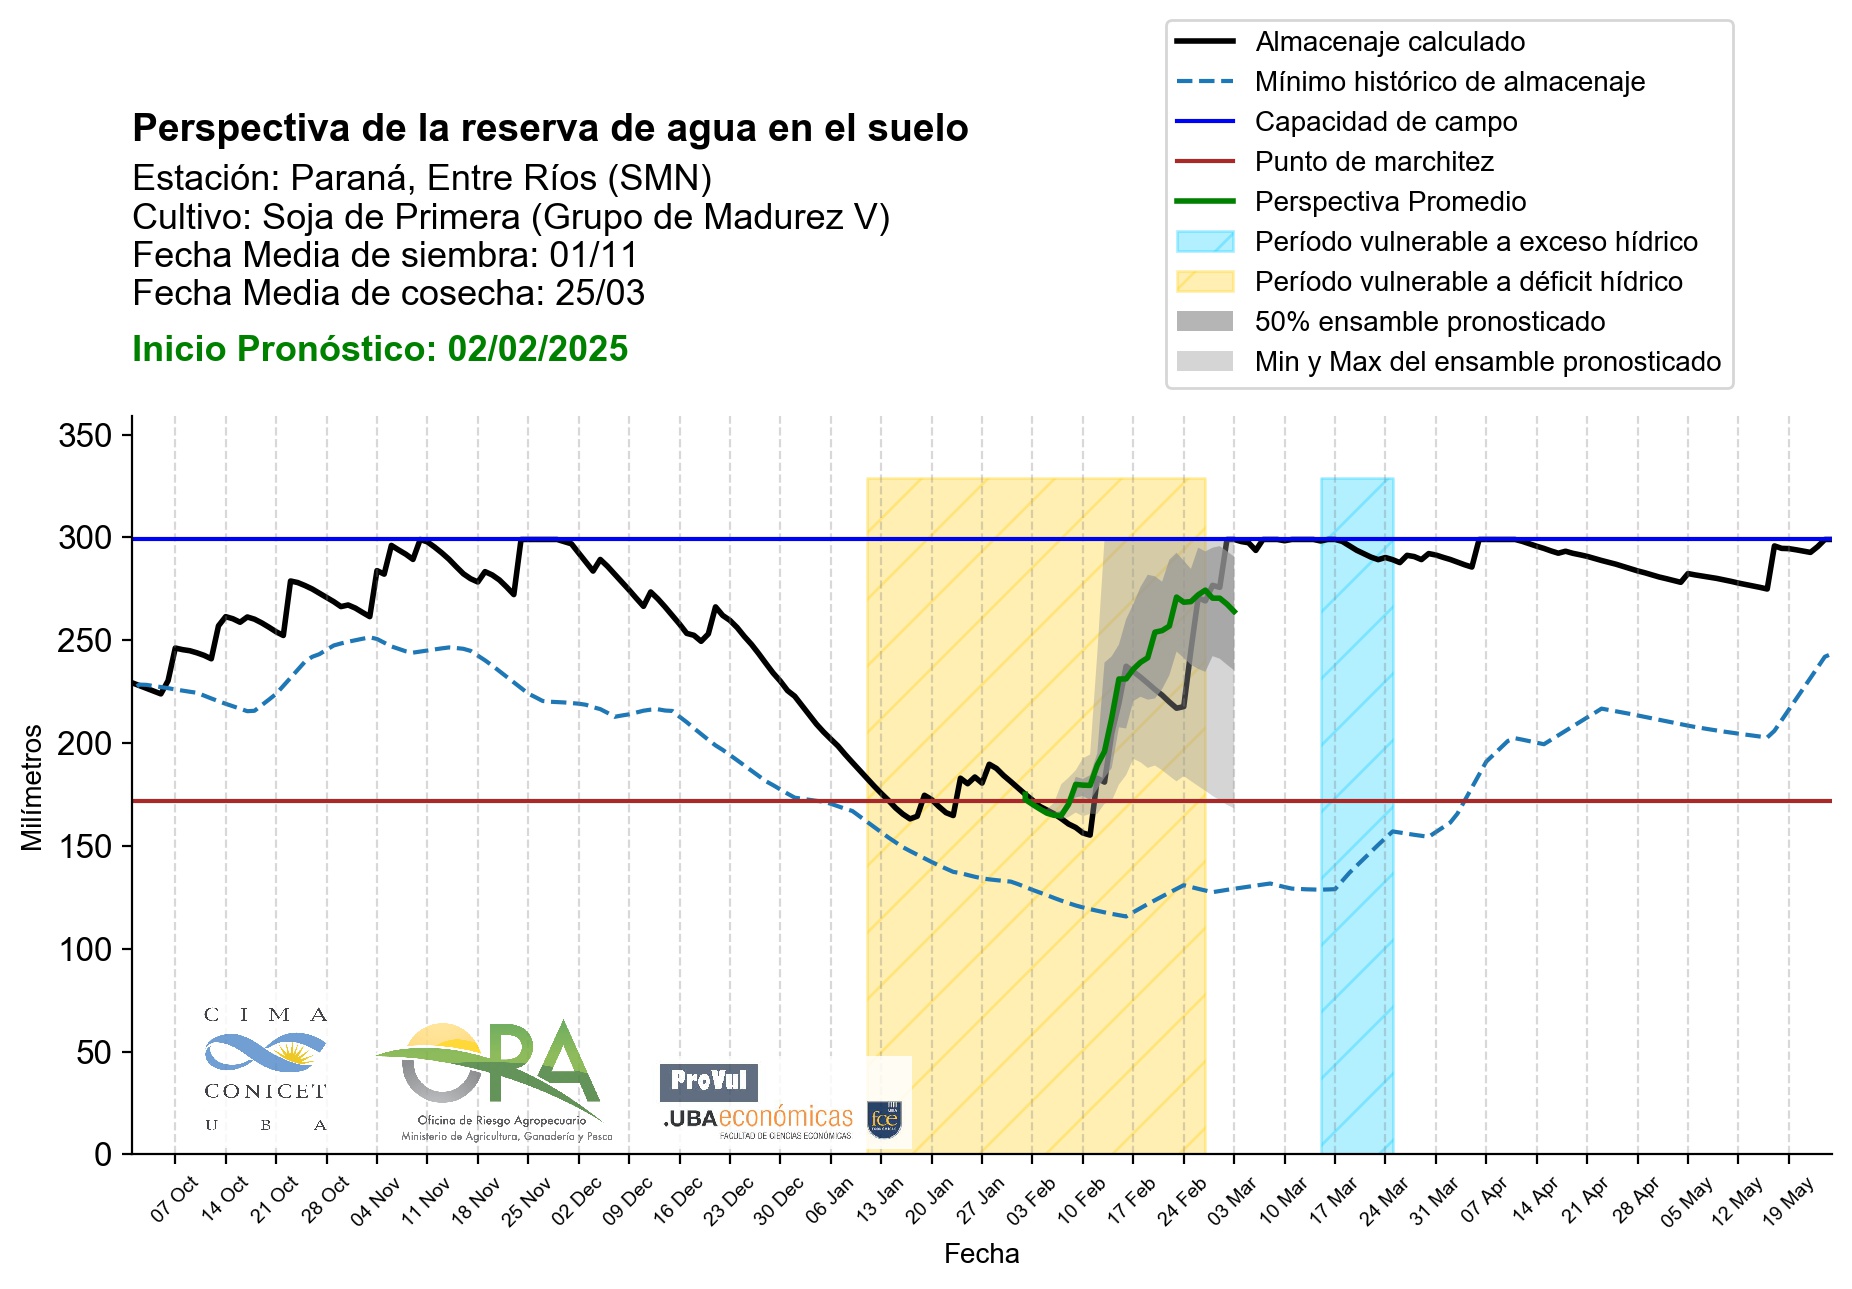 Almacenaje calculado
Mínimo histórico de almacenaje
Capacidad de campo
Punto de marchitez
Perspectiva Promedio
Período vulnerable a exceso hídrico
Período vulnerable a déficit hídrico
50% ensamble pronosticado
Min y Max del ensamble pronosticado
Perspectiva de la reserva de agua en el suelo
Estación: Paraná, Entre Ríos (SMN)
Cultivo: Soja de Primera (Grupo de Madurez V)
Fecha Media de siembra: 01/11
Fecha Media de cosecha: 25/03
Inicio Pronóstico: 02/02/2025
Milímetros
350
300
250
200
150
100
50
0
CIMA
CONICET
UBA
ORA
Oficina de Riesgo Agropecuario
Ministerio de Agricultura, Ganadería y Pesca
ProVul
.UBAeconómicas
FACULTAD DE CIENCIAS ECONÓMICAS
UBA
fce
07 Oct
14 Oct
21 Oct
28 Oct
04 Nov
11 Nov
18 Nov
25 Nov
02 Dec
09 Dec
16 Dec
23 Dec
30 Dec
06 Jan
13 Jan
20 Jan
27 Jan
03 Feb
10 Feb
17 Feb
24 Feb
03 Mar
10 Mar
17 Mar
24 Mar
31 Mar
07 Apr
14 Apr
21 Apr
28 Apr
05 May
12 May
19 May
Fecha